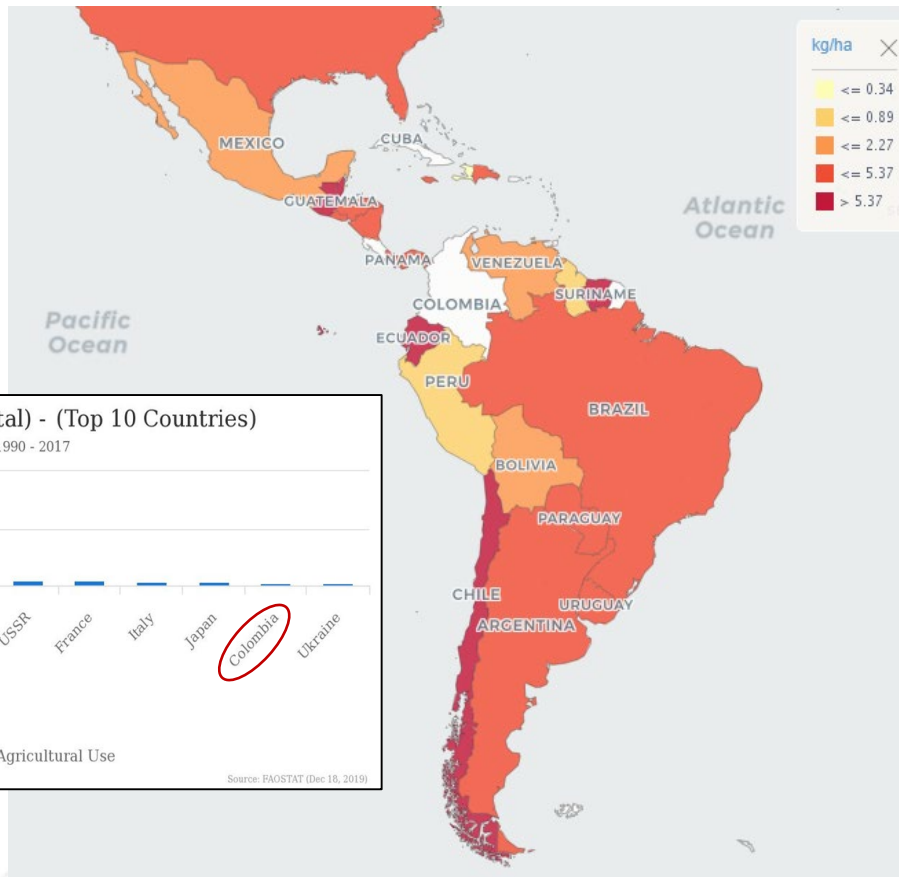 kg/ha
<= 0.34
<= 0.89
<= 2.27
<= 5.37
> 5.37
MEXICO
CUBA
GUATEMALA
Atlantic
Ocean
PANAMA
VENEZUELA
COLOMBIA
SURINAME
Pacific
Ocean
ECUADOR
PERU
BRAZIL
BOLIVIA
PARAGUAY
CHILE
URUGUAY
ARGENTINA
tal) - (Top 10 Countries)
1990 - 2017
USSR
France
Italy
Japan
Colombia
Ukraine
Agricultural Use
Source: FAOSTAT (Dec 18, 2019)